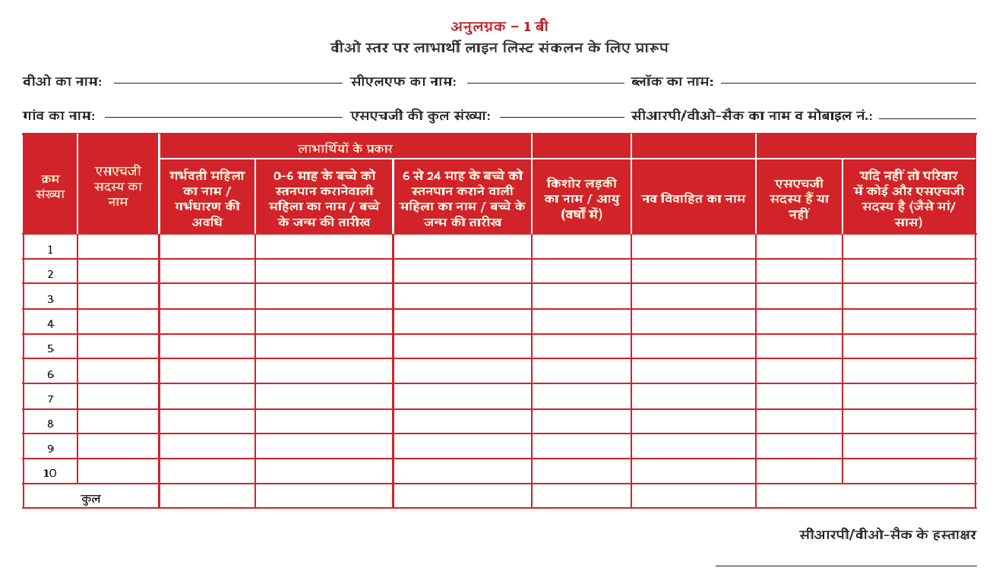 अनुलग्नक – 1 बी
वीओ स्तर पर लाभार्थी लाइन लिस्ट संकलन के लिए प्रारूप
वीओ का नाम: सीएलएफ का नाम: ब्लॉक का नाम:
गांव का नाम: एसएचजी की कुल संख्या: सीआरपी/वीओ-सैक का नाम व मोबाइल नं.:
लाभार्थियों के प्रकार
क्रम
संख्या
एसएचजी
सदस्य का
नाम
गर्भवती महिला
का नाम /
गर्भधारण की
अवधि
0-6 माह के बच्चे को
स्तनपान करानेवाली
महिला का नाम / बच्चे
के जन्म की तारीख
6 से 24 माह के बच्चे को
स्तनपान कराने वाली
महिला का नाम / बच्चे के
जन्म की तारीख
किशोर लड़की
का नाम / आयु
(वर्षों में)
नव विवाहित का नाम
एसएचजी
सदस्य हैं या
नहीं
यदि नहीं तो परिवार
में कोई और एसएचजी
सदस्य है (जैसे मां/
सास)
1
2
3
4
5
6
7
8
9
10
कुल
सीआरपी/वीओ-सैक के हस्ताक्षर